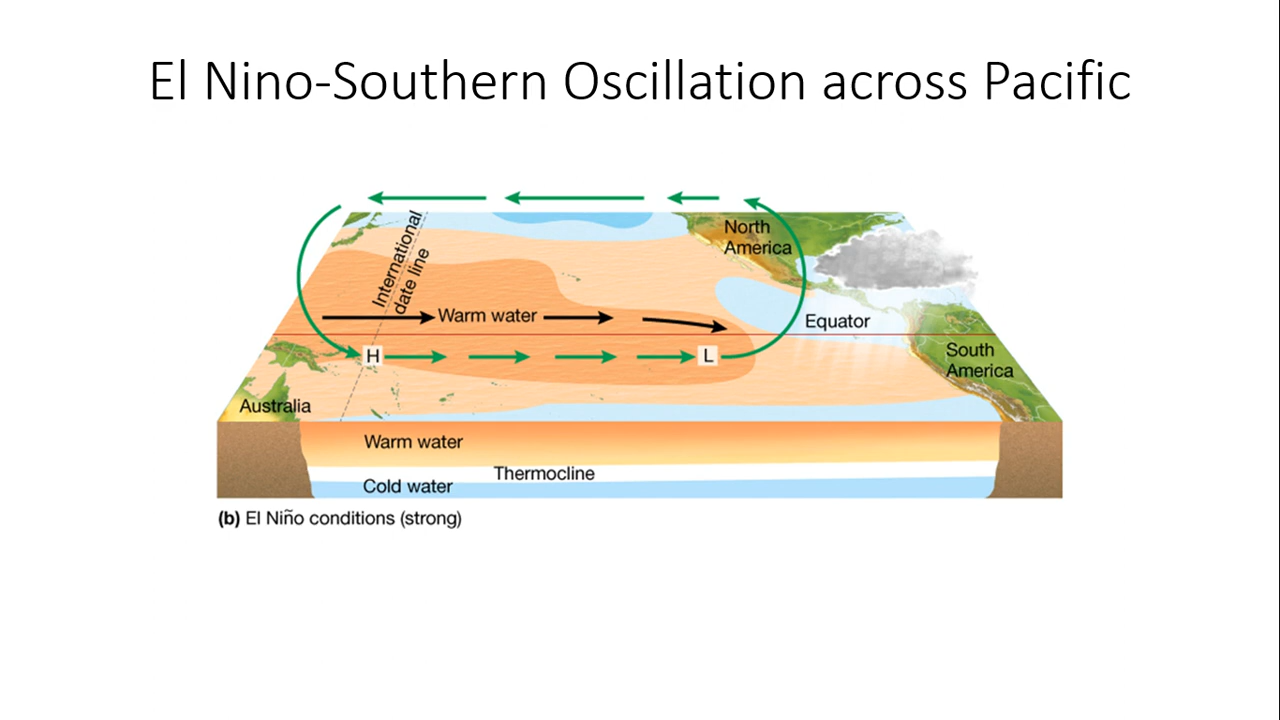 El Nino-Southern Oscillation across Pacific
International
date line
North
America
Warm water
Equator
H
L
South
America
Australia
Warm water
Thermocline
Cold water
(b) El Niño conditions (strong)